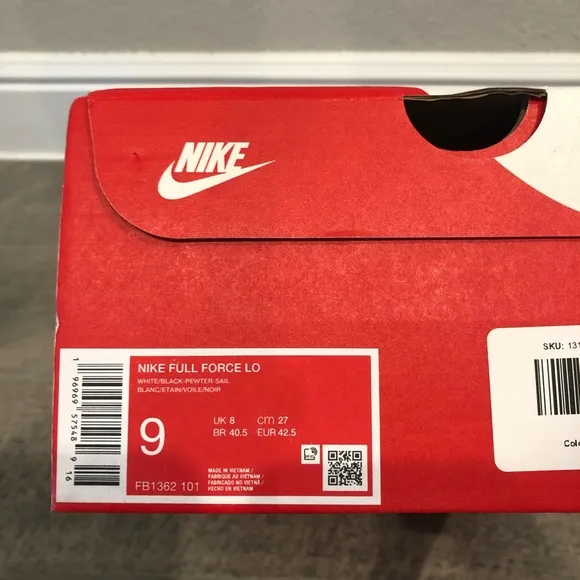 NIKE
SKU: 131
Colo
NIKE FULL FORCE LO
WHITE/BLACK-PEWTER-SAIL
BLANC/ETAIN/VOILE/NOIR
9
UK 8 cm 27
BR 40.5 EUR 42.5
MADE IN VIETNAM /
FABRIQUE AU VIETNAM /
FABRICADO NO VIETNÃ /
HECHO EN VIETNAM
FB1362 101
1 96969 57548 9 16